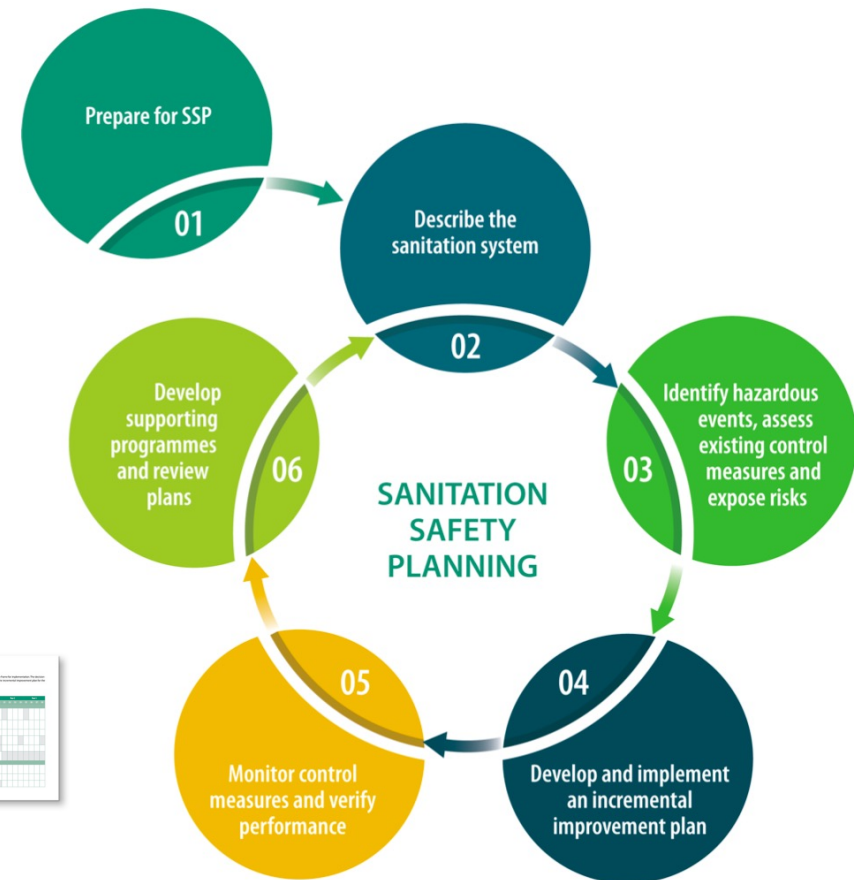 Prepare for SSP
01
Describe the
sanitation system
02
Identify hazardous
events, assess
existing control
measures and
expose risks
03
04
Develop and implement
an incremental
improvement plan
05
Monitor control
measures and verify
performance
06
Develop
supporting
programmes
and review
plans
SANITATION
SAFETY
PLANNING